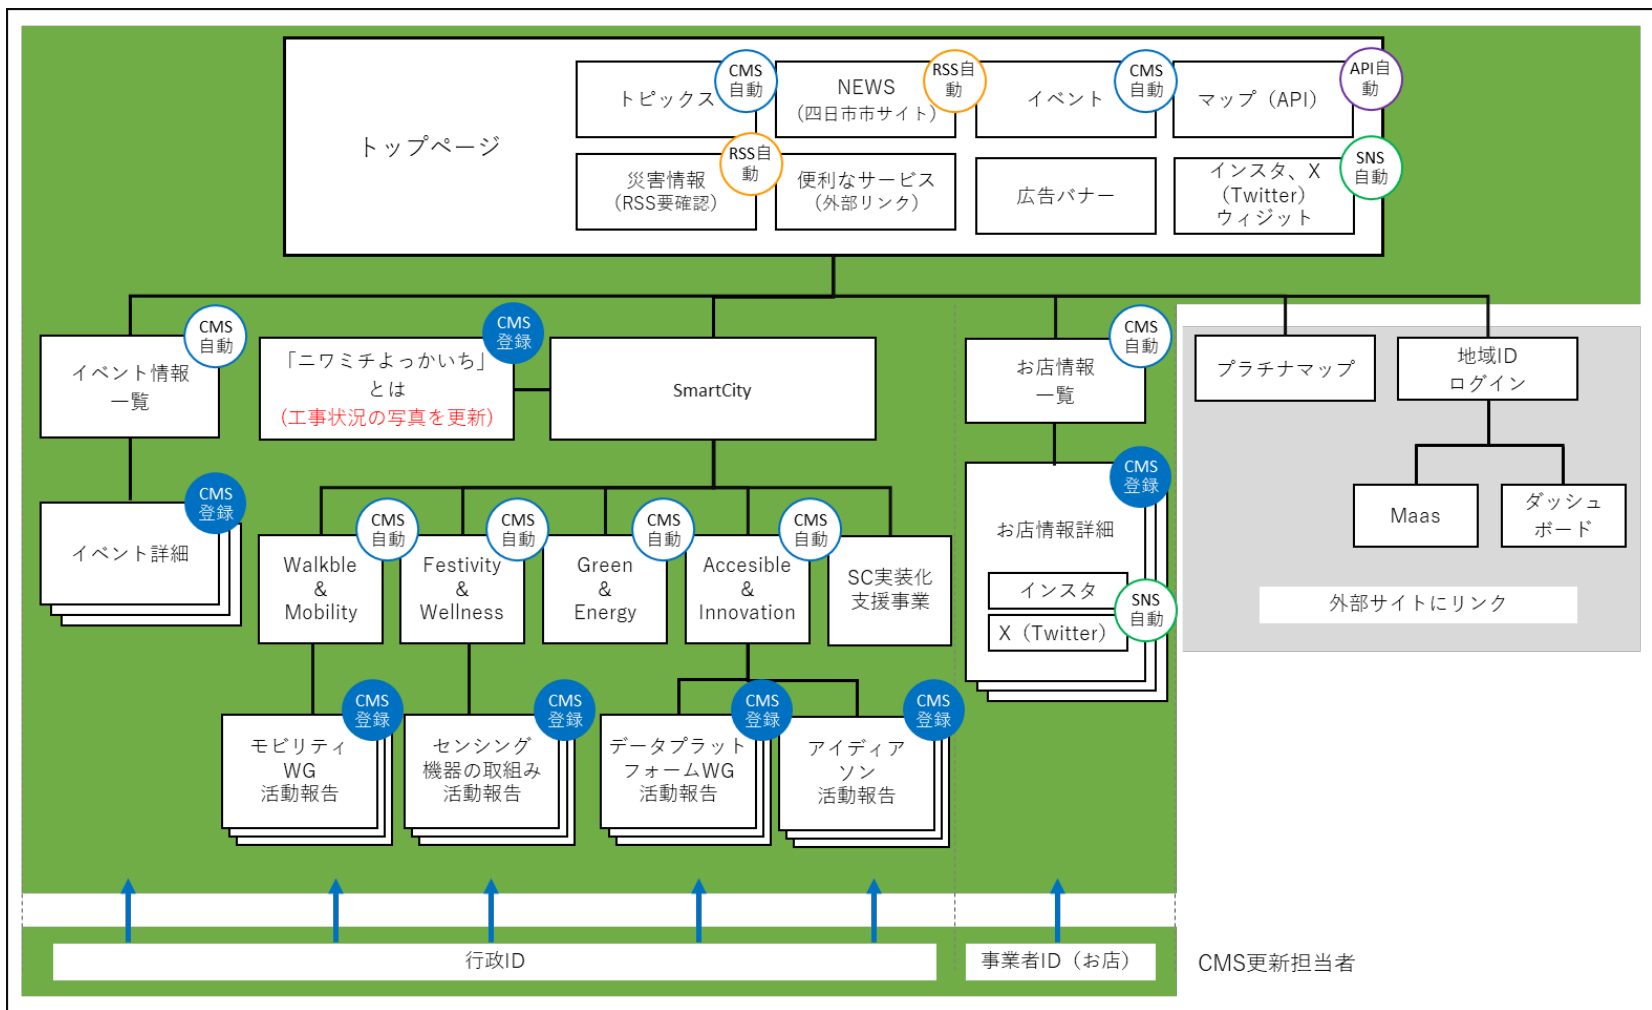 トップページ
トピックス
CMS
自動
NEWS
(四日市市サイト)
RSS自
動
イベント
CMS
自動
マップ（API）
API自
動
災害情報
(RSS要確認)
RSS自
動
便利なサービス
(外部リンク)
広告バナー
インスタ、X
（Twitter）
ウィジット
SNS
自動
イベント情報
一覧
CMS
自動
「ニワミチよっかいち」
とは
(工事状況の写真を更新)
CMS
登録
SmartCity
お店情報
一覧
CMS
自動
プラチナマップ
地域ID
ログイン
イベント詳細
CMS
登録
Walkble
&
Mobility
CMS
自動
Festivity
&
Wellness
CMS
自動
Green
&
Energy
CMS
自動
Accesible
&
Innovation
CMS
自動
SC実装化
支援事業
お店情報詳細
CMS
登録
インスタ
X（Twitter）
SNS
自動
Maas
ダッシュ
ボード
外部サイトにリンク
モビリティ
WG
活動報告
CMS
登録
センシング
機器の取組み
活動報告
CMS
登録
データプラット
フォームWG
活動報告
CMS
登録
アイディア
ソン
活動報告
CMS
登録
行政ID
事業者ID（お店）
CMS更新担当者